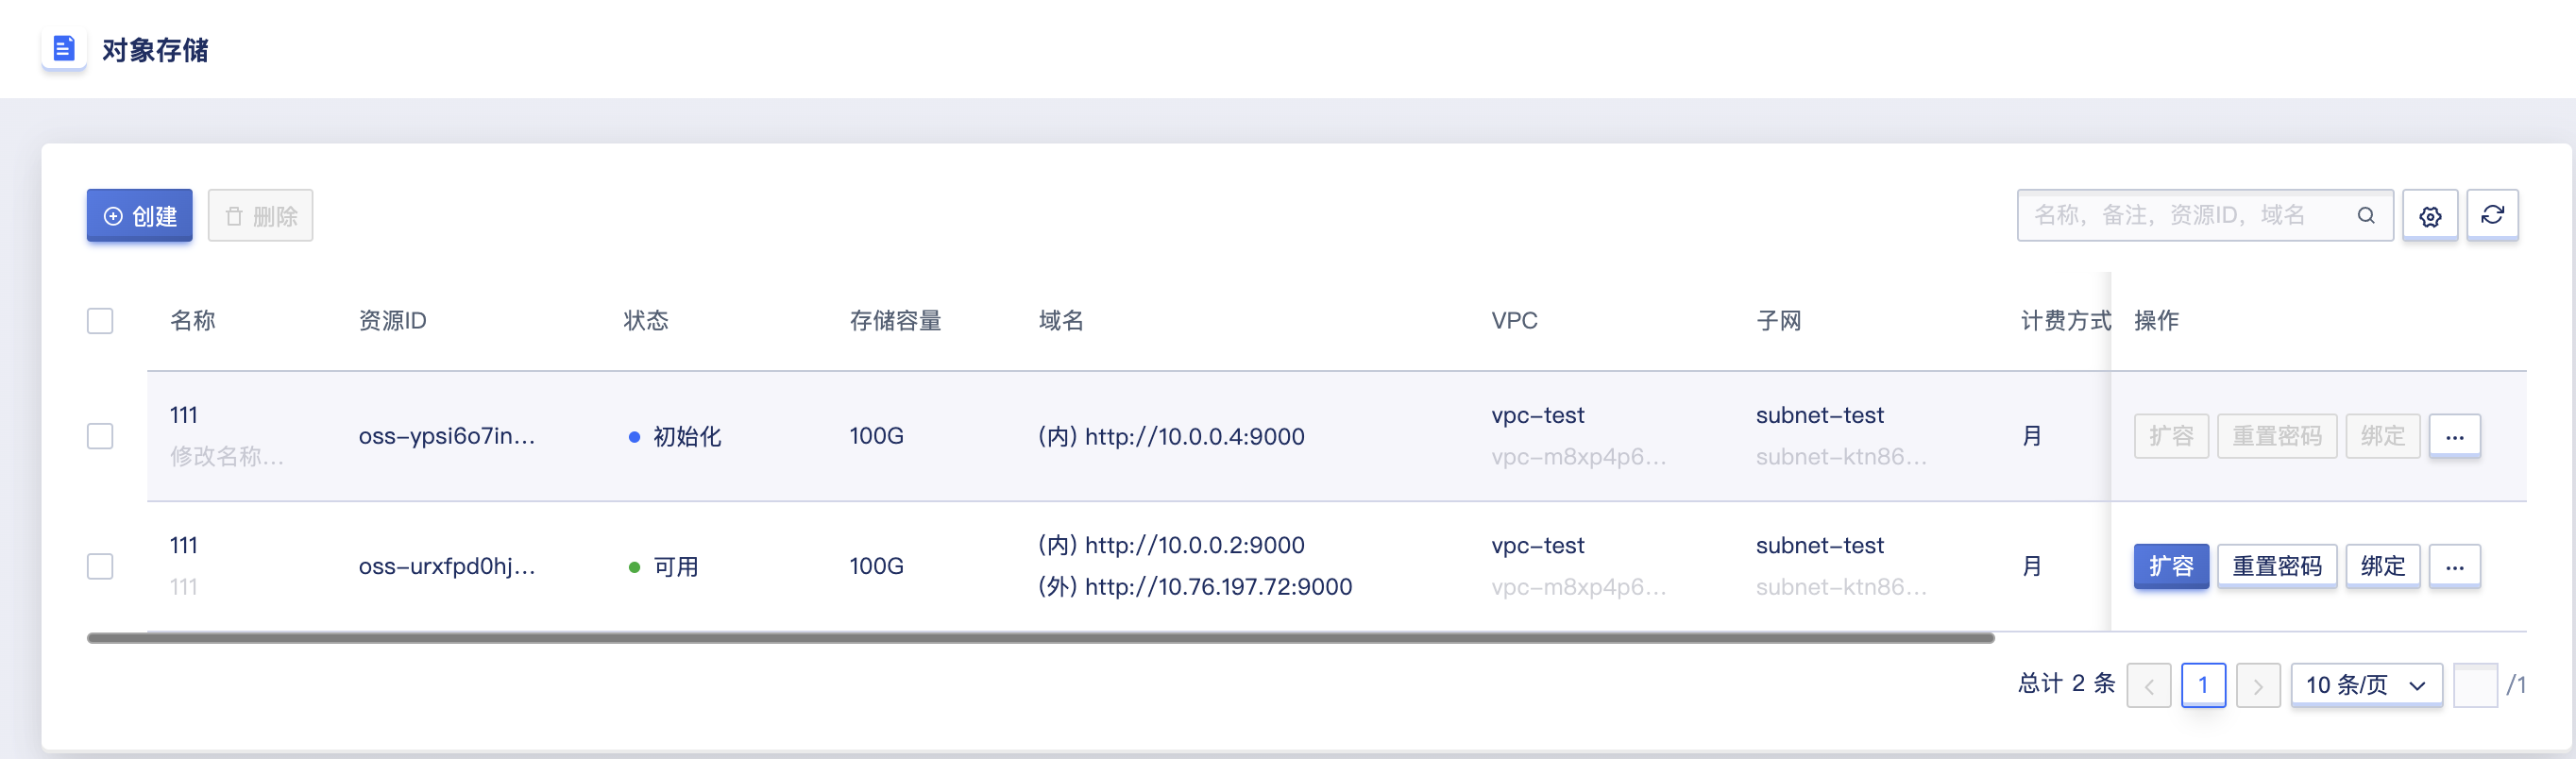 对象存储
创建 删除 名称，备注，资源ID，域名
名称 资源ID 状态 存储容量 域名 VPC 子网 计费方式 操作
111 oss-ypsi6o7in... 初始化 100G (内) http://10.0.0.4:9000 vpc-test subnet-test 月 扩容 重置密码 绑定 ...
修改名称... vpc-m8xp4p6... subnet-ktn86...
111 oss-urxfpd0hj... 可用 100G (内) http://10.0.0.2:9000 vpc-test subnet-test 月 扩容 重置密码 绑定 ...
111 (外) http://10.76.197.72:9000 vpc-m8xp4p6... subnet-ktn86...
总计 2 条 1 10 条/页 /1